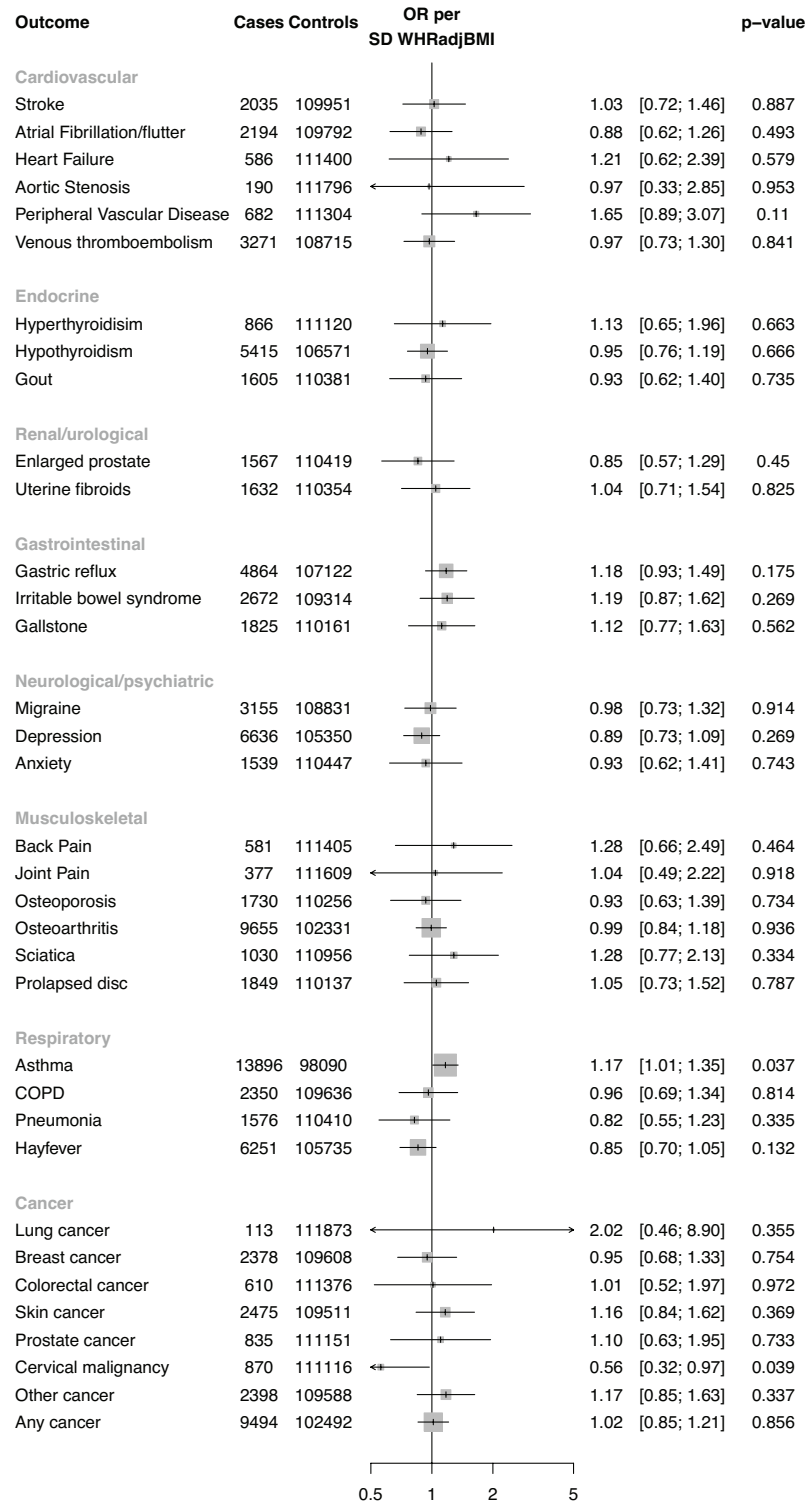 Outcome Cases Controls OR per SD WHRadjBMI p−value
Cardiovascular
Stroke 2035 109951 1.03 [0.72; 1.46] 0.887
Atrial Fibrillation/flutter 2194 109792 0.88 [0.62; 1.26] 0.493
Heart Failure 586 111400 1.21 [0.62; 2.39] 0.579
Aortic Stenosis 190 111796 0.97 [0.33; 2.85] 0.953
Peripheral Vascular Disease 682 111304 1.65 [0.89; 3.07] 0.11
Venous thromboembolism 3271 108715 0.97 [0.73; 1.30] 0.841
Endocrine
Hyperthyroidisim 866 111120 1.13 [0.65; 1.96] 0.663
Hypothyroidism 5415 106571 0.95 [0.76; 1.19] 0.666
Gout 1605 110381 0.93 [0.62; 1.40] 0.735
Renal/urological
Enlarged prostate 1567 110419 0.85 [0.57; 1.29] 0.45
Uterine fibroids 1632 110354 1.04 [0.71; 1.54] 0.825
Gastrointestinal
Gastric reflux 4864 107122 1.18 [0.93; 1.49] 0.175
Irritable bowel syndrome 2672 109314 1.19 [0.87; 1.62] 0.269
Gallstone 1825 110161 1.12 [0.77; 1.63] 0.562
Neurological/psychiatric
Migraine 3155 108831 0.98 [0.73; 1.32] 0.914
Depression 6636 105350 0.89 [0.73; 1.09] 0.269
Anxiety 1539 110447 0.93 [0.62; 1.41] 0.743
Musculoskeletal
Back Pain 581 111405 1.28 [0.66; 2.49] 0.464
Joint Pain 377 111609 1.04 [0.49; 2.22] 0.918
Osteoporosis 1730 110256 0.93 [0.63; 1.39] 0.734
Osteoarthritis 9655 102331 0.99 [0.84; 1.18] 0.936
Sciatica 1030 110956 1.28 [0.77; 2.13] 0.334
Prolapsed disc 1849 110137 1.05 [0.73; 1.52] 0.787
Respiratory
Asthma 13896 98090 1.17 [1.01; 1.35] 0.037
COPD 2350 109636 0.96 [0.69; 1.34] 0.814
Pneumonia 1576 110410 0.82 [0.55; 1.23] 0.335
Hayfever 6251 105735 0.85 [0.70; 1.05] 0.132
Cancer
Lung cancer 113 111873 2.02 [0.46; 8.90] 0.355
Breast cancer 2378 109608 0.95 [0.68; 1.33] 0.754
Colorectal cancer 610 111376 1.01 [0.52; 1.97] 0.972
Skin cancer 2475 109511 1.16 [0.84; 1.62] 0.369
Prostate cancer 835 111151 1.10 [0.63; 1.95] 0.733
Cervical malignancy 870 111116 0.56 [0.32; 0.97] 0.039
Other cancer 2398 109588 1.17 [0.85; 1.63] 0.337
Any cancer 9494 102492 1.02 [0.85; 1.21] 0.856
0.5 1 2 5